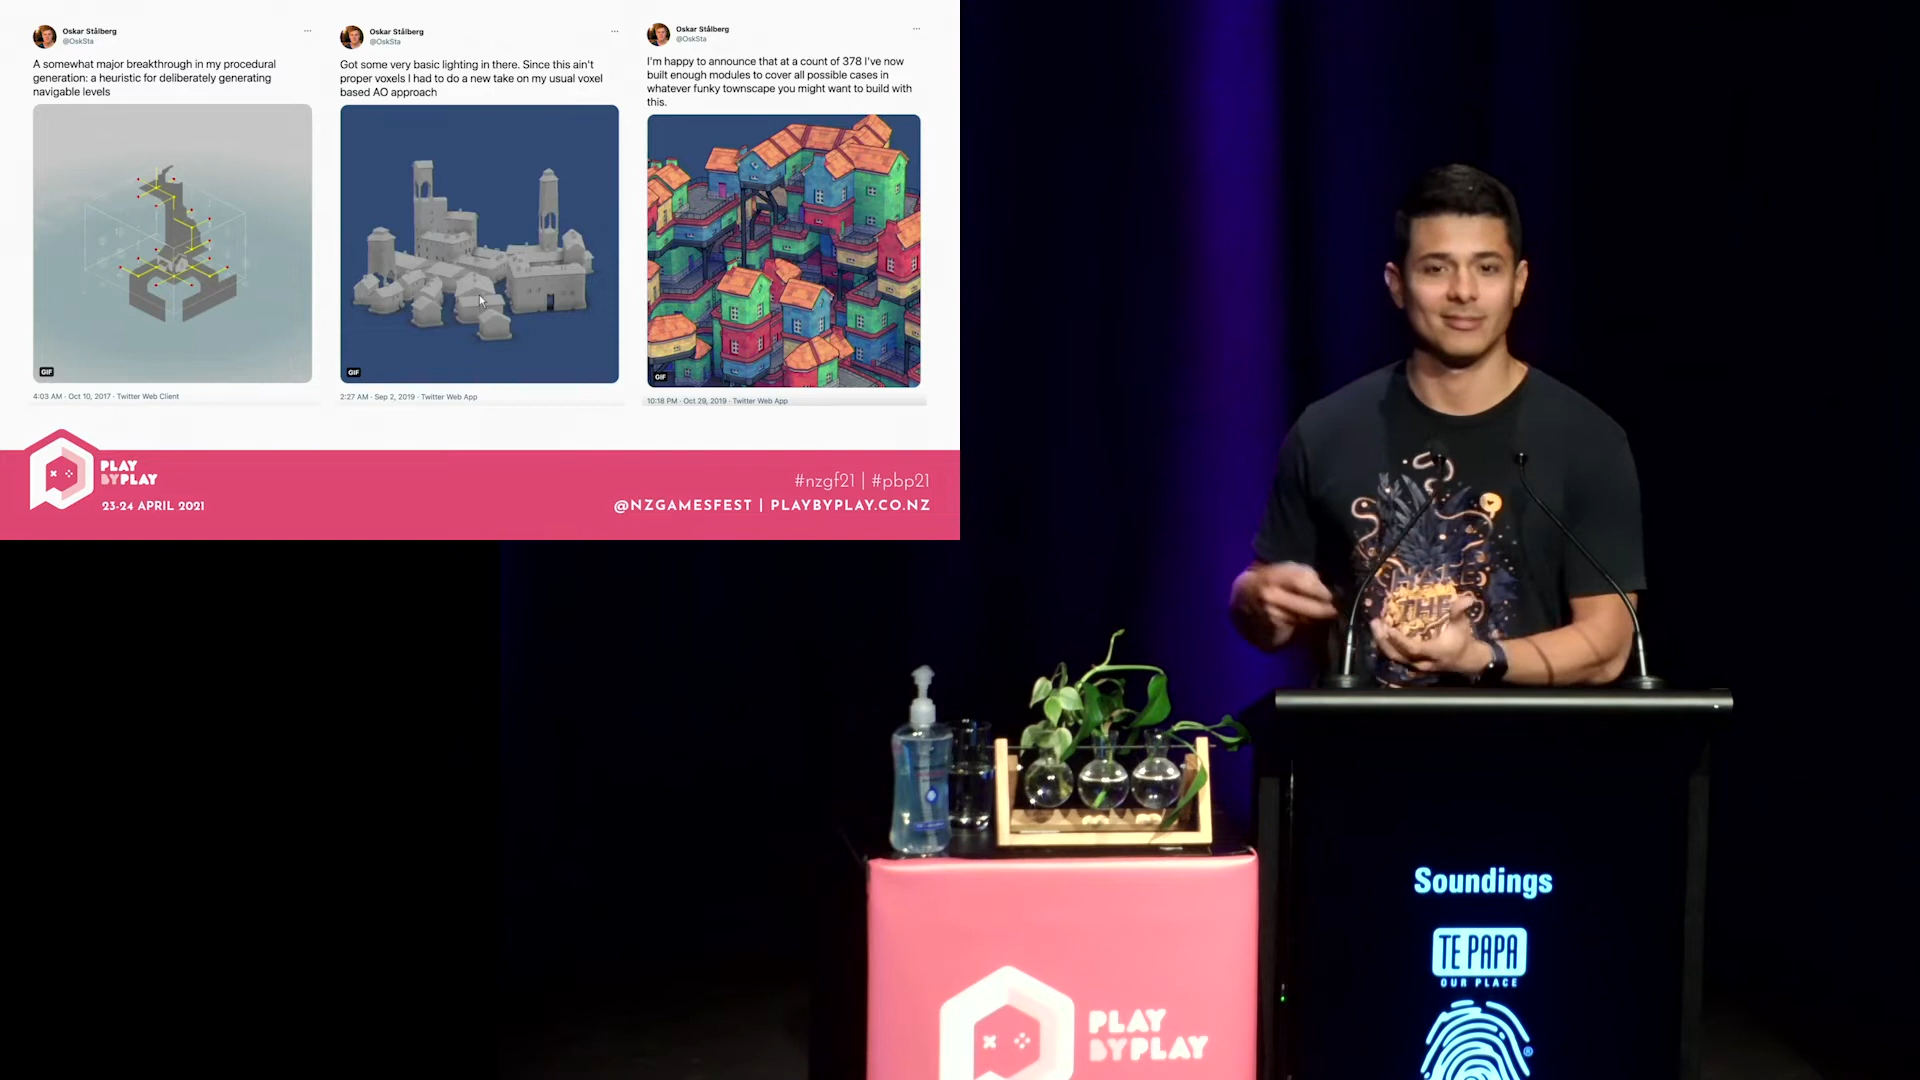 Oskar Stålberg
@OskSta
A somewhat major breakthrough in my procedural
generation: a heuristic for deliberately generating
navigable levels
GIF
4:03 AM · Oct 10, 2017 · Twitter Web Client
Oskar Stålberg
@OskSta
Got some very basic lighting in there. Since this ain't
proper voxels I had to do a new take on my usual voxel
based AO approach
GIF
2:27 AM · Sep 2, 2019 · Twitter Web App
Oskar Stålberg
@OskSta
I'm happy to announce that at a count of 378 I've now
built enough modules to cover all possible cases in
whatever funky townscape you might want to build with
this.
GIF
10:18 PM · Oct 29, 2019 · Twitter Web App
PLAY
BYPLAY
23-24 APRIL 2021
#nzgf21 | #pbp21
@NZGAMESFEST | PLAYBYPLAY.CO.NZ
HATE
THE
Soundings
TE PAPA
OUR PLACE
®
PLAY
BYPLAY